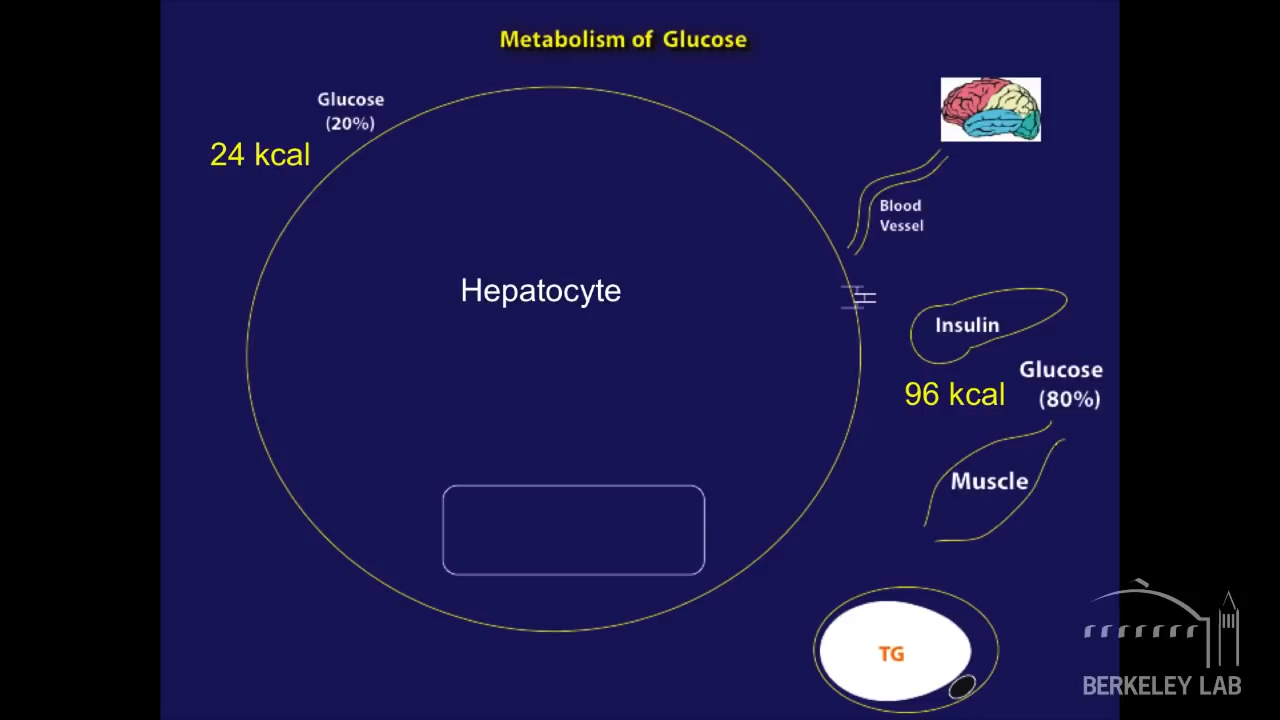 Metabolism of Glucose
Glucose
(20%)
24 kcal
Blood
Vessel
Hepatocyte
Insulin
Glucose
96 kcal
(80%)
Muscle
TG
BERKELEY LAB